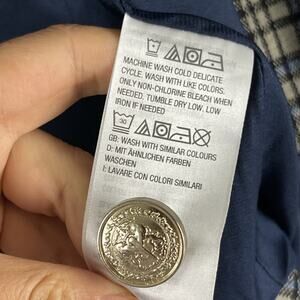 MACHINE WASH COLD DELICATE
CYCLE. WASH WITH LIKE COLORS.
ONLY NON-CHLORINE BLEACH WHEN
NEEDED, TUMBLE DRY LOW, LOW
IRON IF NEEDED
30
GB: WASH WITH SIMILAR COLOURS
D: MIT ÄHNLICHEN FARBEN
WASCHEN
I: LAVARE CON COLORI SIMILARI